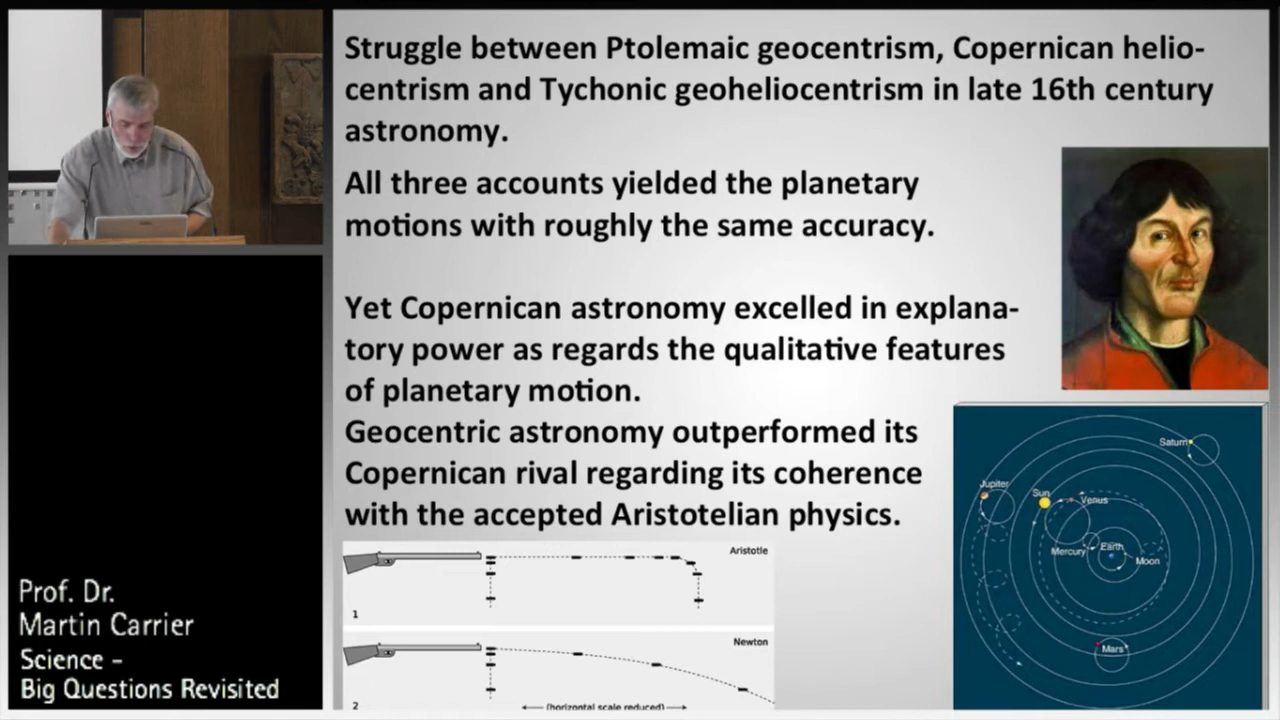 Struggle between Ptolemaic geocentrism, Copernican helio-
centrism and Tychonic geoheliocentrism in late 16th century
astronomy.
All three accounts yielded the planetary
motions with roughly the same accuracy.
Yet Copernican astronomy excelled in explana-
tory power as regards the qualitative features
of planetary motion.
Geocentric astronomy outperformed its
Copernican rival regarding its coherence
with the accepted Aristotelian physics.
Aristotle
1
Newton
2
(horizontal scale reduced)
Saturn
Jupiter
Sun
Venus
Mercury
Earth
Moon
Mars
Prof. Dr.
Martin Carrier
Science -
Big Questions Revisited